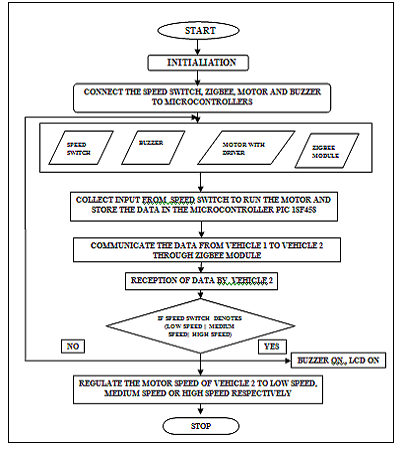 START
INITIALIATION
CONNECT THE SPEED SWITCH, ZIGBEE, MOTOR AND BUZZER
TO MICROCONTROLLERS
SPEED
SWITCH
BUZZER
MOTOR WITH
DRIVER
ZIGBEE
MODULE
COLLECT INPUT FROM SPEED SWITCH TO RUN THE MOTOR AND
STORE THE DATA IN THE MICROCONTROLLER PIC 18F458
COMMUNICATE THE DATA FROM VEHICLE 1 TO VEHICLE 2
THROUGH ZIGBEE MODULE
RECEPTION OF DATA BY VEHICLE 2
IF SPEED SWITCH DENOTES
(LOW SPEED | MEDIUM
SPEED| HIGH SPEED)
NO
YES
BUZZER ON, LCD ON
REGULATE THE MOTOR SPEED OF VEHICLE 2 TO LOW SPEED,
MEDIUM SPEED OR HIGH SPEED RESPECTIVELY
STOP